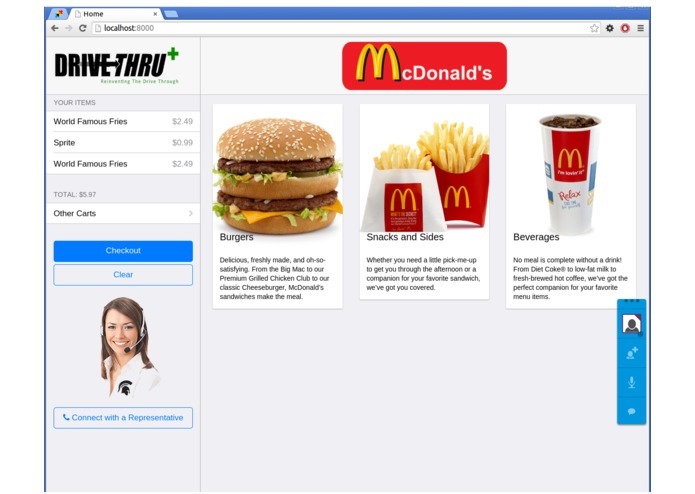 Home
localhost:8000
DRIVE-THRU+
Reinventing The Drive Through
McDonald's
YOUR ITEMS
World Famous Fries $2.49
Sprite $0.99
World Famous Fries $2.49
TOTAL: $5.97
Other Carts
Checkout
Clear
Connect with a Representative
Burgers
Delicious, freshly made, and oh-so-
satisfying. From the Big Mac to our
Premium Grilled Chicken Club to our
classic Cheeseburger, McDonald's
sandwiches make the meal.
Snacks and Sides
Whether you need a little pick-me-up
to get you through the afternoon or a
companion for your favorite sandwich,
we've got you covered.
i'm lovin' it
Relax
Beverages
No meal is complete without a drink!
From Diet Coke® to low-fat milk to
fresh-brewed hot coffee, we've got the
perfect companion for your favorite
menu items.